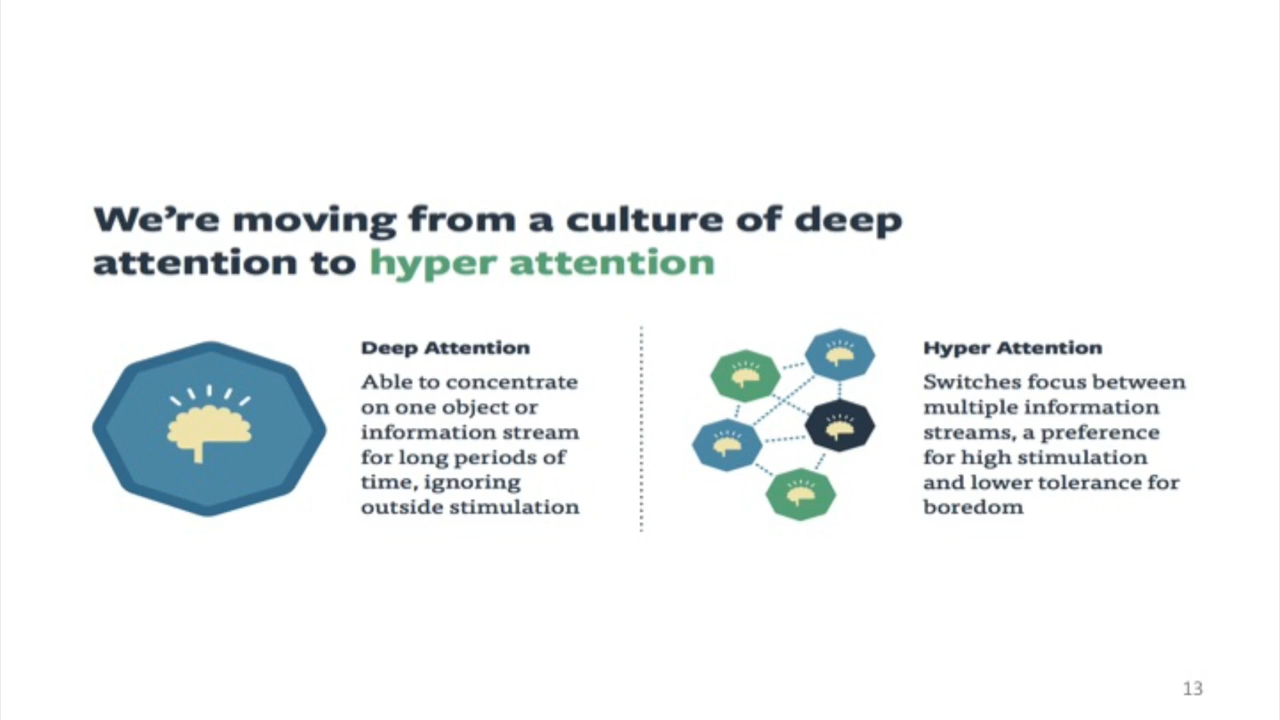 We’re moving from a culture of deep
attention to hyper attention
Deep Attention
Able to concentrate
on one object or
information stream
for long periods of
time, ignoring
outside stimulation
Hyper Attention
Switches focus between
multiple information
streams, a preference
for high stimulation
and lower tolerance for
boredom
13